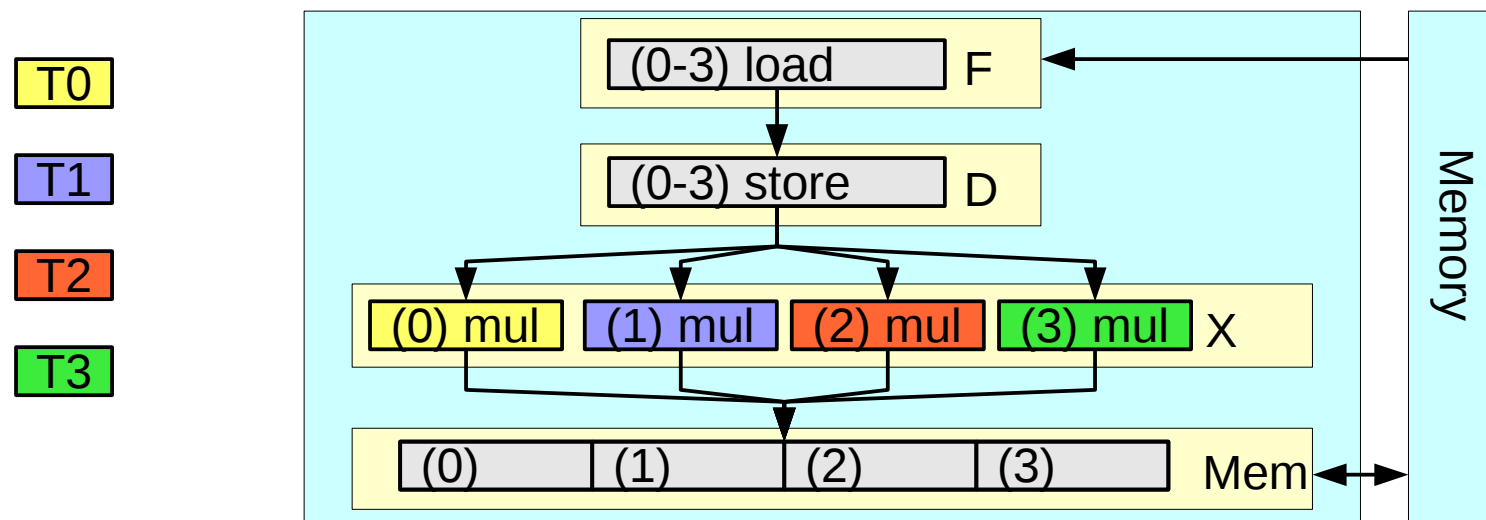 T0
T1
T2
T3
(0-3) load
F
(0-3) store
D
(0) mul
(1) mul
(2) mul
(3) mul
X
(0)
(1)
(2)
(3)
Mem
Memory